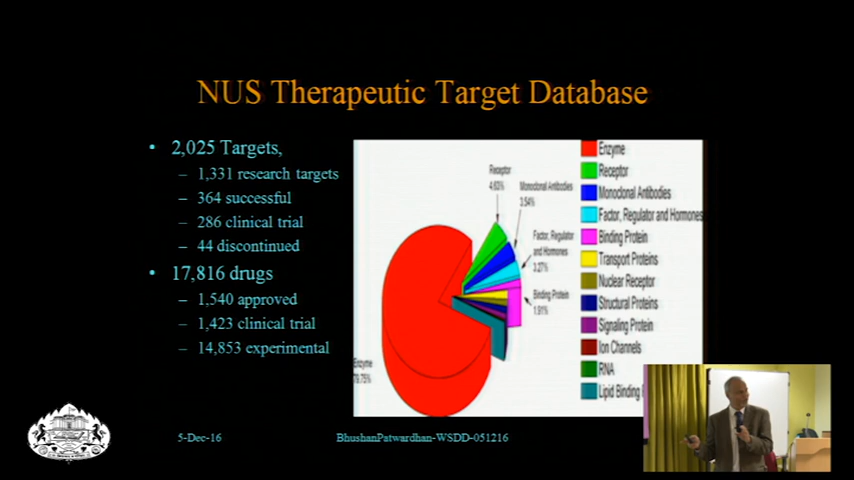 NUS Therapeutic Target Database
• 2,025 Targets,
– 1,331 research targets
– 364 successful
– 286 clinical trial
– 44 discontinued
• 17,816 drugs
– 1,540 approved
– 1,423 clinical trial
– 14,853 experimental
Receptor
4.63%
Monoclonal Antibodies
3.54%
Factor, Regulator
and Hormones
3.27%
Binding Protein
1.91%
Enzyme
79.75%
Enzyme
Receptor
Monoclonal Antibodies
Factor, Regulator and Hormones
Binding Protein
Transport Proteins
Nuclear Receptor
Structural Proteins
Signaling Protein
Ion Channels
RNA
Lipid Binding
5-Dec-16
BhushanPatwardhan-WSDD-051216